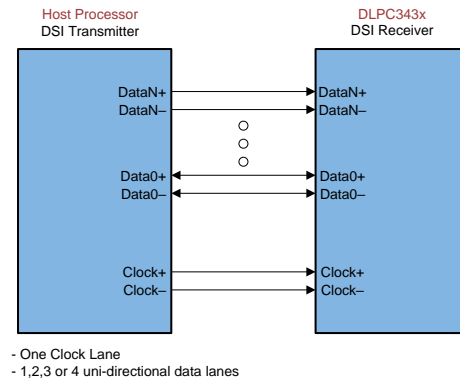 Host Processor
DSI Transmitter
DLPC343x
DSI Receiver
DataN+
DataN–
Data0+
Data0–
Clock+
Clock–
DataN+
DataN–
Data0+
Data0–
Clock+
Clock–
- One Clock Lane
- 1,2,3 or 4 uni-directional data lanes